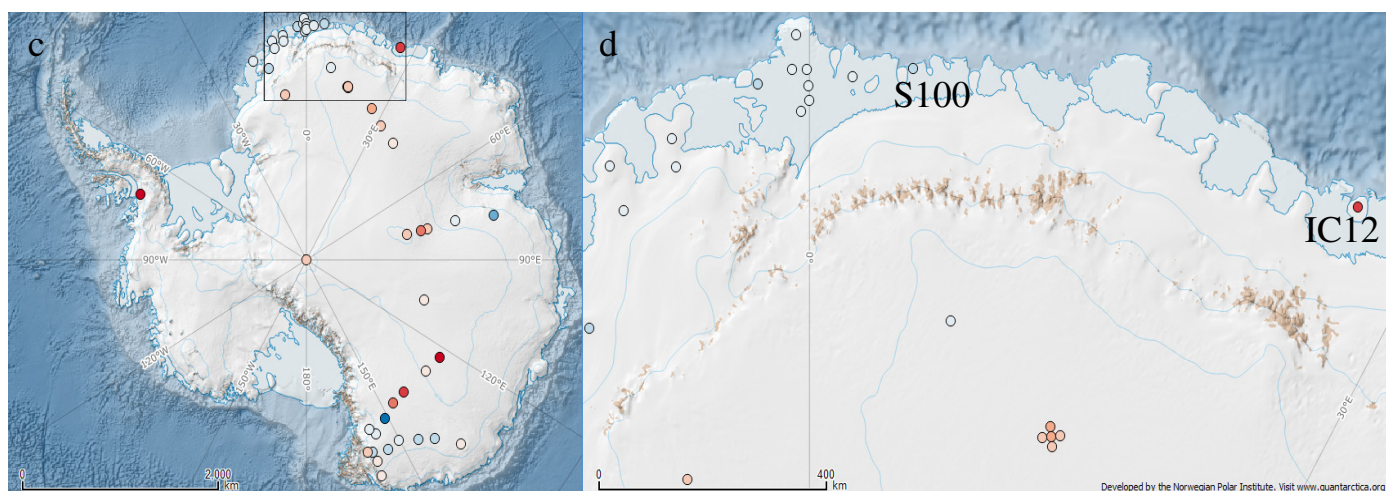 c
30°W
0°
30°E
60°W
60°E
90°W
90°E
120°W
150°W
180°
150°E
120°E
0
2,000
km
d
S100
IC12
0°
30°E
0
400
km
Developed by the Norwegian Polar Institute. Visit www.quantarctica.org